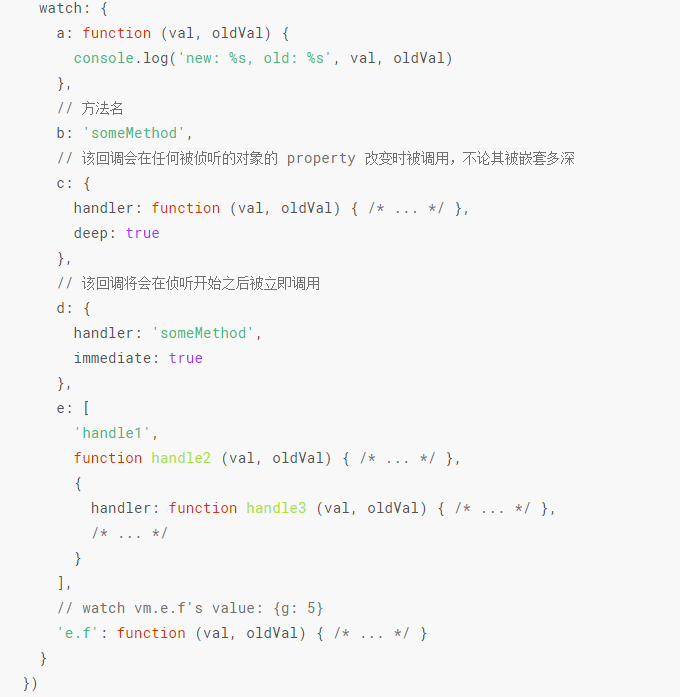 watch: {
a: function (val, oldVal) {
console.log('new: %s, old: %s', val, oldVal)
},
// 方法名
b: 'someMethod',
// 该回调会在任何被侦听的对象的 property 改变时被调用，不论其被嵌套多深
c: {
handler: function (val, oldVal) { /* ... */ },
deep: true
},
// 该回调将会在侦听开始之后被立即调用
d: {
handler: 'someMethod',
immediate: true
},
e: [
'handle1',
function handle2 (val, oldVal) { /* ... */ },
{
handler: function handle3 (val, oldVal) { /* ... */ },
/* ... */
}
],
// watch vm.e.f's value: {g: 5}
'e.f': function (val, oldVal) { /* ... */ }
}
})